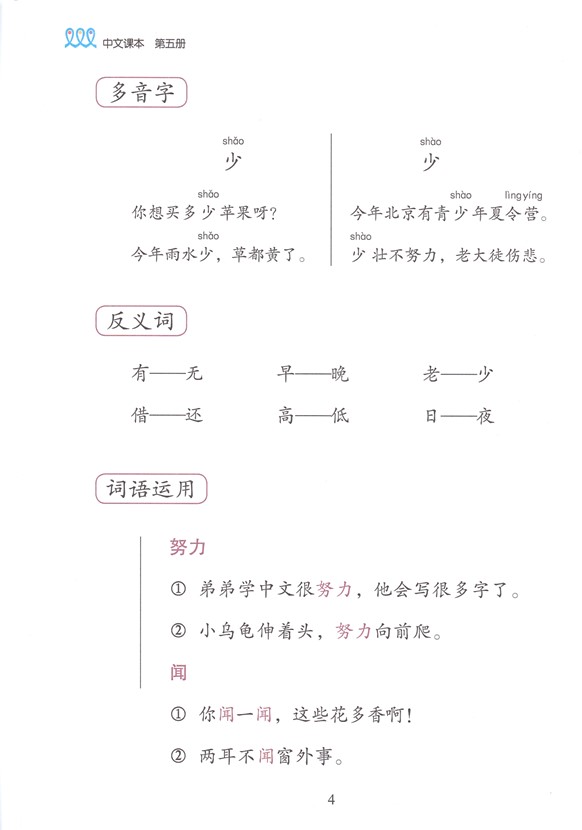 中文课本 第五册
多音字
shǎo
少
shǎo
你想买多少苹果呀?
shǎo
今年雨水少，草都黄了。
shào
少
shào lìngyíng
今年北京有青少年夏令营。
shào
少壮不努力，老大徒伤悲。
反义词
有——无 早——晚 老——少
借——还 高——低 日——夜
词语运用
努力
① 弟弟学中文很努力，他会写很多字了。
② 小乌龟伸着头，努力向前爬。
闻
① 你闻一闻，这些花多香啊!
② 两耳不闻窗外事。
4